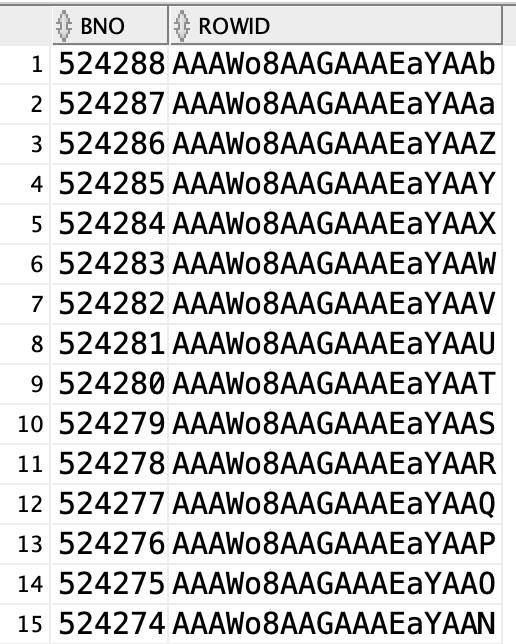 BNO ROWID
1 524288 AAAWo8AAGAAAEaYAAb
2 524287 AAAWo8AAGAAAEaYAAa
3 524286 AAAWo8AAGAAAEaYAAZ
4 524285 AAAWo8AAGAAAEaYAAY
5 524284 AAAWo8AAGAAAEaYAAX
6 524283 AAAWo8AAGAAAEaYAAW
7 524282 AAAWo8AAGAAAEaYAAV
8 524281 AAAWo8AAGAAAEaYAAU
9 524280 AAAWo8AAGAAAEaYAAT
10 524279 AAAWo8AAGAAAEaYAAS
11 524278 AAAWo8AAGAAAEaYAAR
12 524277 AAAWo8AAGAAAEaYAAQ
13 524276 AAAWo8AAGAAAEaYAAP
14 524275 AAAWo8AAGAAAEaYAAO
15 524274 AAAWo8AAGAAAEaYAAN